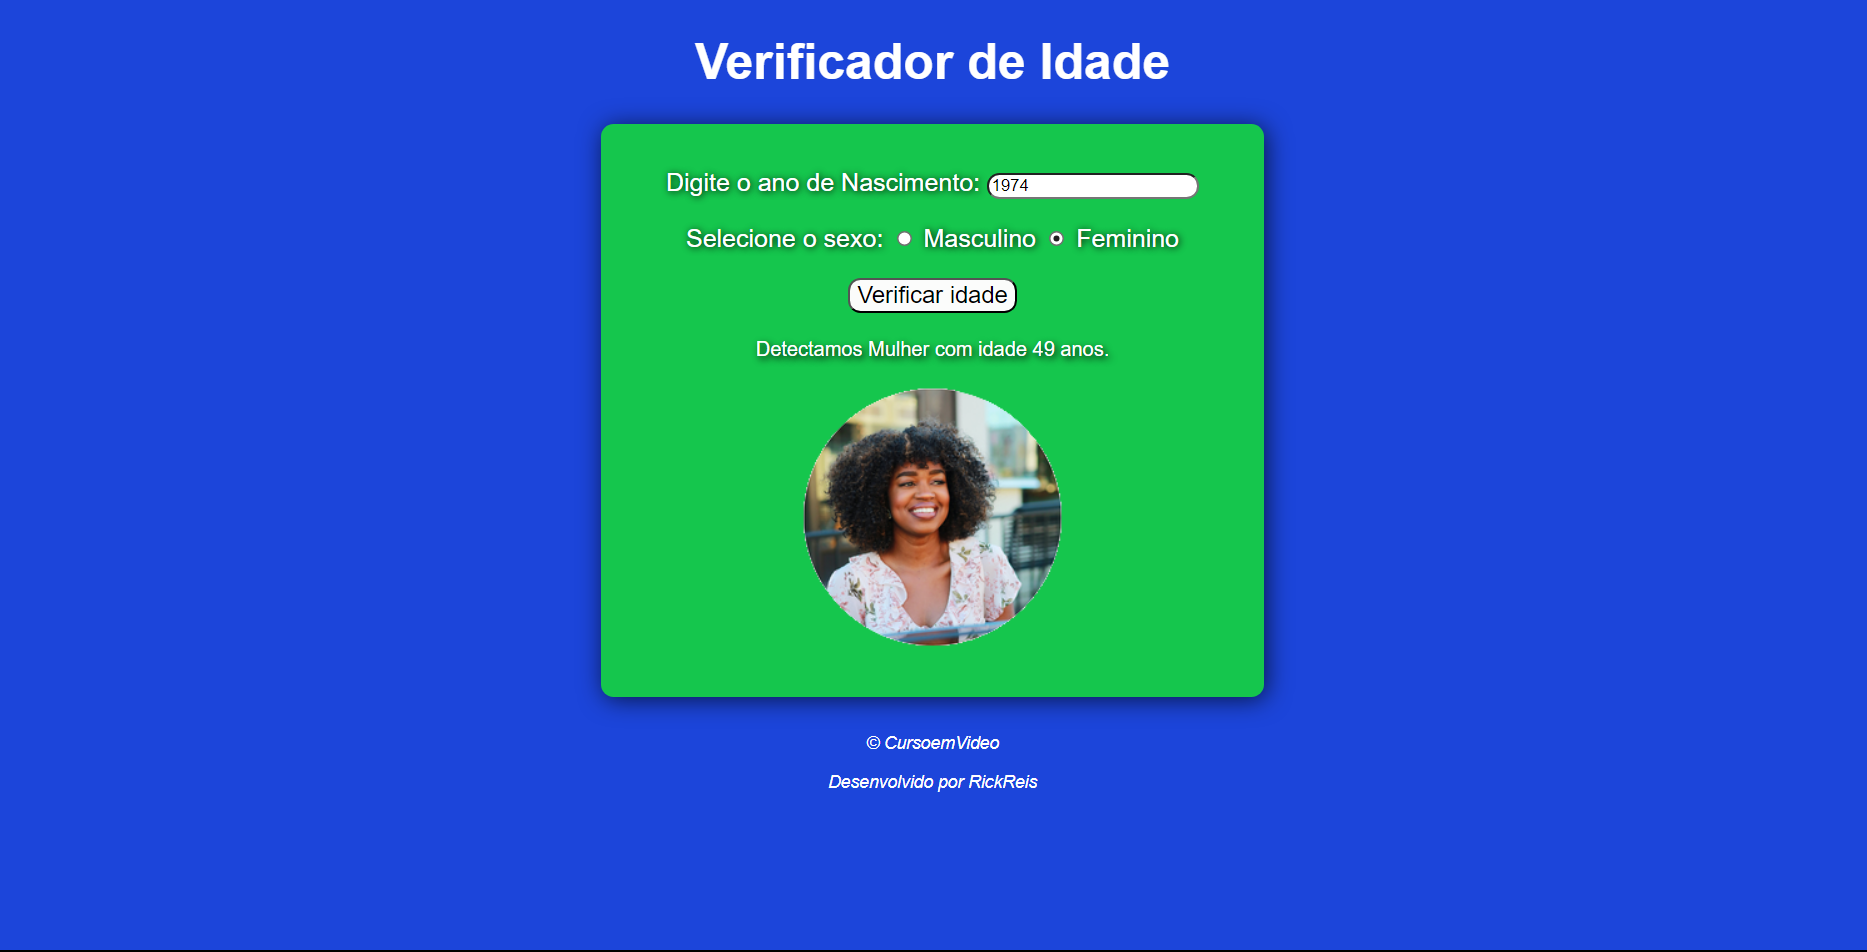 Verificador de Idade
Digite o ano de Nascimento: 1974
Selecione o sexo: Masculino Feminino
Verificar idade
Detectamos Mulher com idade 49 anos.
© CursoemVideo
Desenvolvido por RickReis